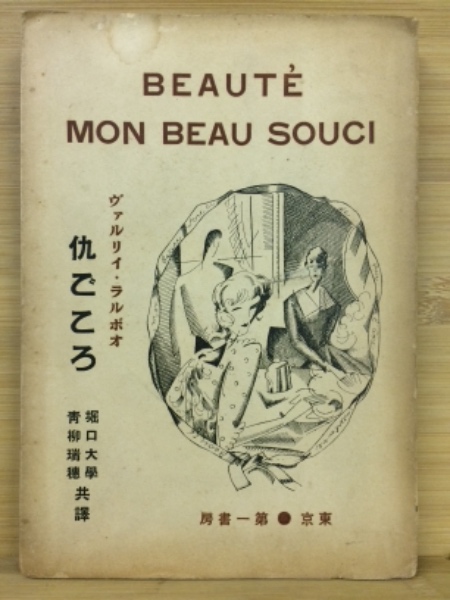 BEAUTÉ
MON BEAU SOUCI
ヴァルリイ・ラルボオ
仇ごころ
堀口大學
青柳瑞穂
共譯
東京●第一書房